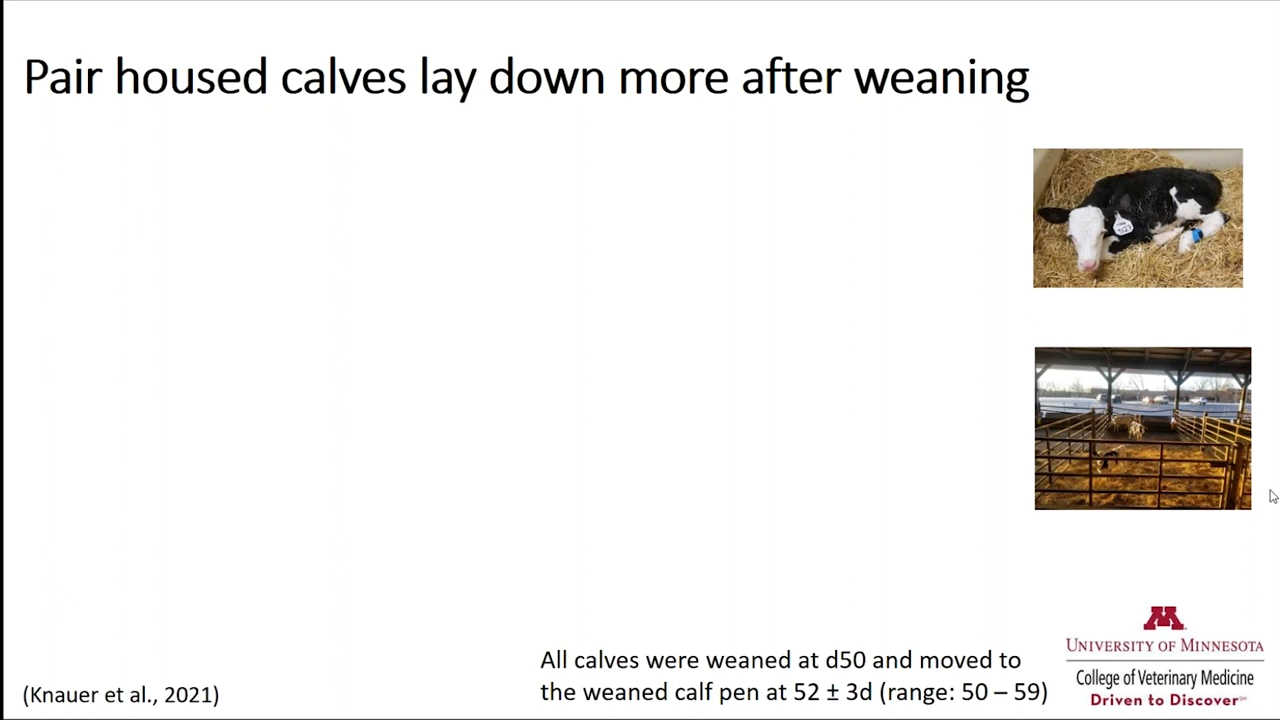 Pair housed calves lay down more after weaning
All calves were weaned at d50 and moved to
the weaned calf pen at 52 ± 3d (range: 50 – 59)
(Knauer et al., 2021)
UNIVERSITY OF MINNESOTA
College of Veterinary Medicine
Driven to Discover